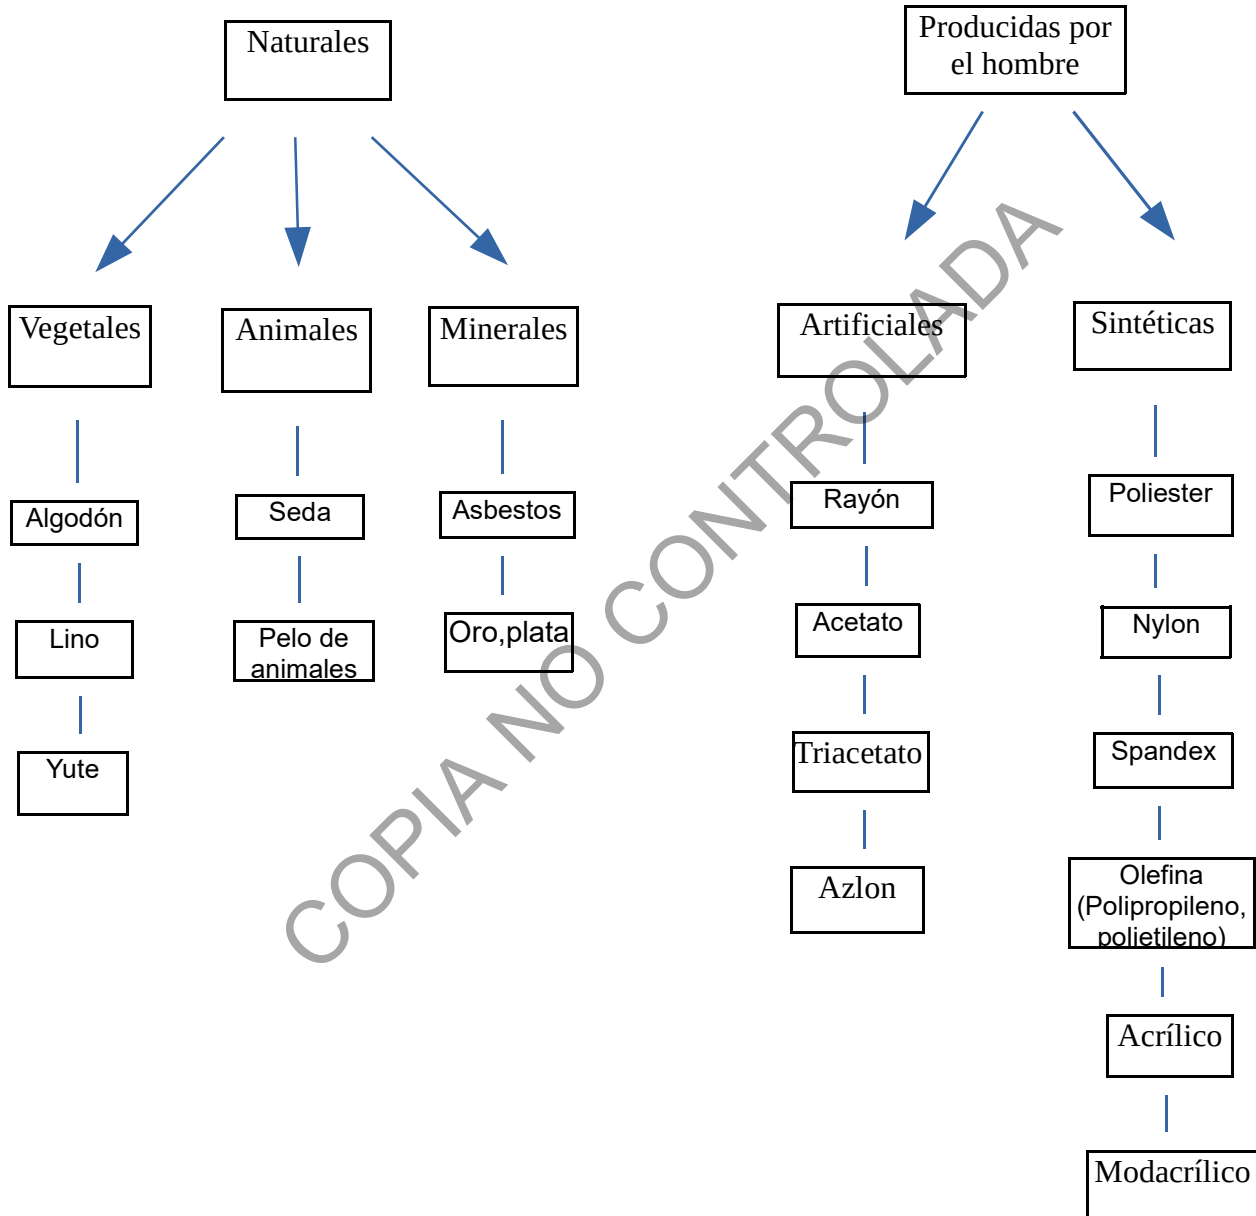 Naturales
Producidas por
el hombre
Vegetales
Animales
Minerales
Artificiales
Sintéticas
Algodón
Seda
Asbestos
Rayón
Poliester
Lino
Pelo de
animales
Oro,plata
Acetato
Nylon
Yute
Triacetato
Spandex
Azlon
Olefina
(Polipropileno,
polietileno)
Acrílico
Modacrílico
COPIA NO CONTROLADA